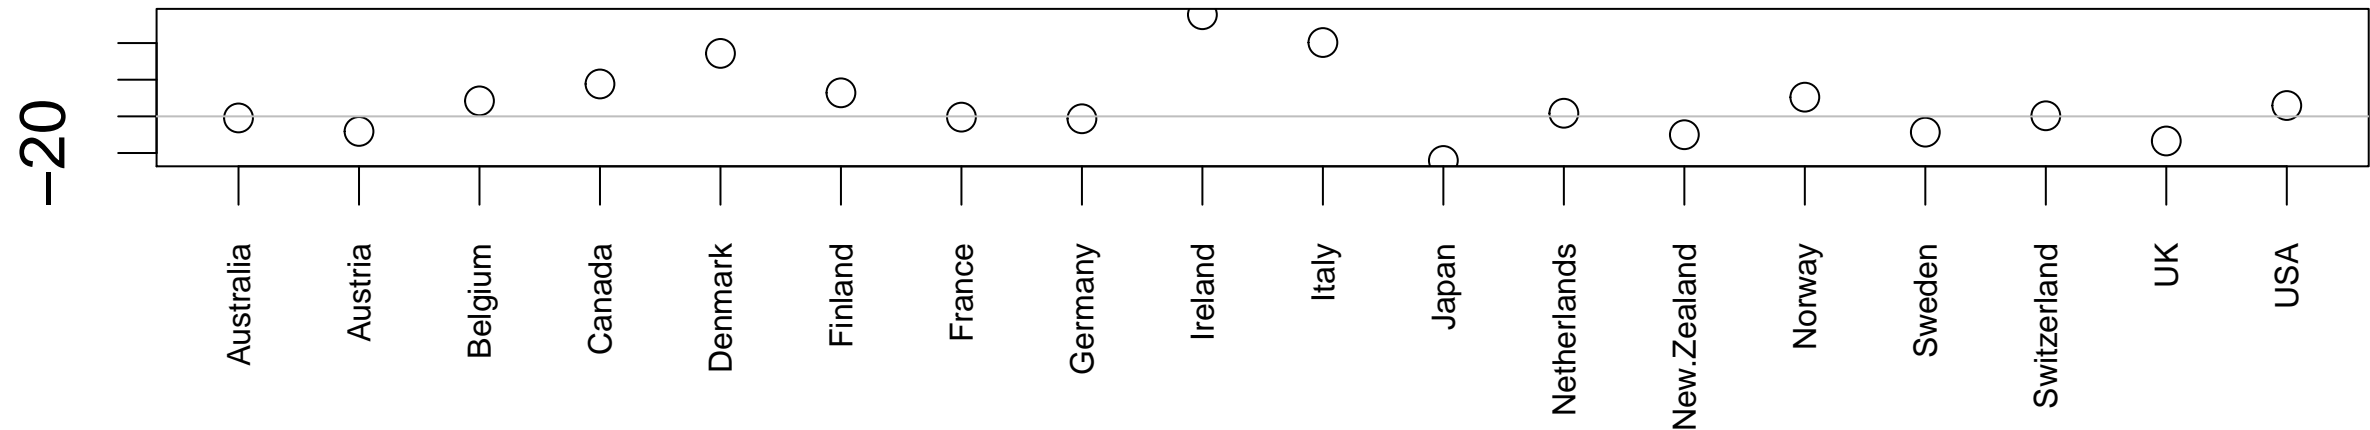 −20
Australia
Austria
Belgium
Canada
Denmark
Finland
France
Germany
Ireland
Italy
Japan
Netherlands
New.Zealand
Norway
Sweden
Switzerland
UK
USA